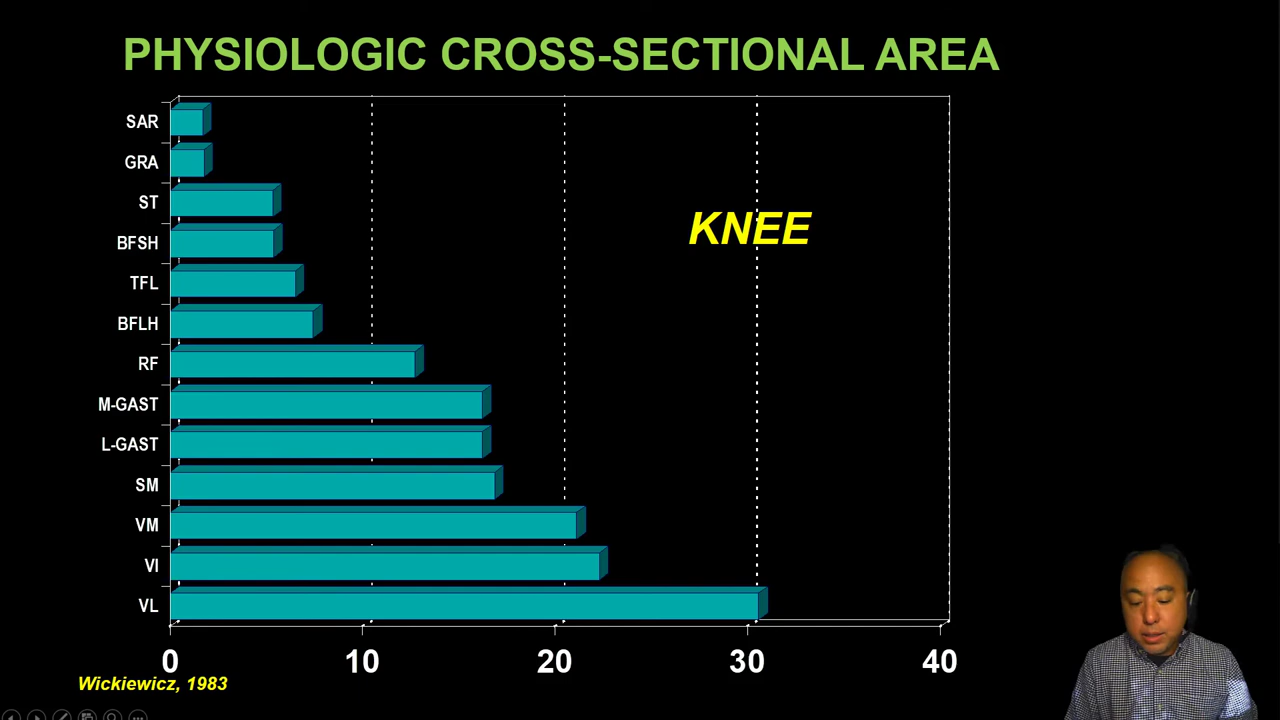 PHYSIOLOGIC CROSS-SECTIONAL AREA
SAR
GRA
ST
BFSH
KNEE
TFL
BFLH
RF
M-GAST
L-GAST
SM
VM
VI
VL
0 10 20 30 40
Wickiewicz, 1983